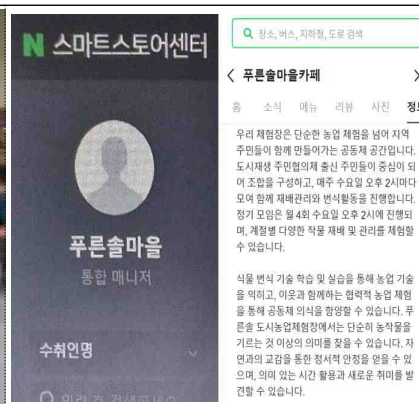 N 스마트스토어센터
푸른솔마을
통합 매니저
수취인명
장소, 버스, 지하철, 도로 검색
푸른솔마을카페
홈 소식 메뉴 리뷰 사진 정보
우리 체험장은 단순한 농업 체험을 넘어 지역
주민들이 함께 만들어가는 공동체 공간입니다.
도시재생 주민협의체 출신 주민들이 중심이 되
어 조합을 구성하고, 매주 수요일 오후 2시마다
모여 함께 재배관리와 번식활동을 진행합니다.
정기 모임은 월 4회 수요일 오후 2시에 진행되
며, 계절별 다양한 작물 재배 및 관리를 체험할
수 있습니다.
식물 번식 기술 학습 및 실습을 통해 농업 기술
을 익히고, 이웃과 함께하는 협력적 농업 체험
을 통해 공동체 의식을 함양할 수 있습니다. 푸
른솔 도시농업체험장에서는 단순히 농작물을
기르는 것 이상의 의미를 찾을 수 있습니다. 자
연과의 교감을 통한 정서적 안정을 얻을 수 있
으며, 의미 있는 시간 활용과 새로운 취미를 발
견할 수 있습니다.